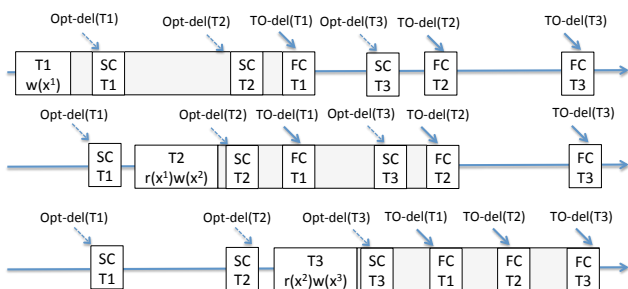 Opt-del(T1) Opt-del(T2) TO-del(T1) Opt-del(T3) TO-del(T2) TO-del(T3)
T1 SC SC FC SC FC FC
w(x¹) T1 T2 T1 T3 T2 T3
Opt-del(T1) Opt-del(T2) TO-del(T1) Opt-del(T3) TO-del(T2) TO-del(T3)
SC T2 SC FC SC FC FC
T1 r(x¹)w(x²) T2 T1 T3 T2 T3
Opt-del(T1) Opt-del(T2) Opt-del(T3) TO-del(T1) TO-del(T2) TO-del(T3)
SC SC T3 SC FC FC FC
T1 T2 r(x²)w(x³) T3 T1 T2 T3